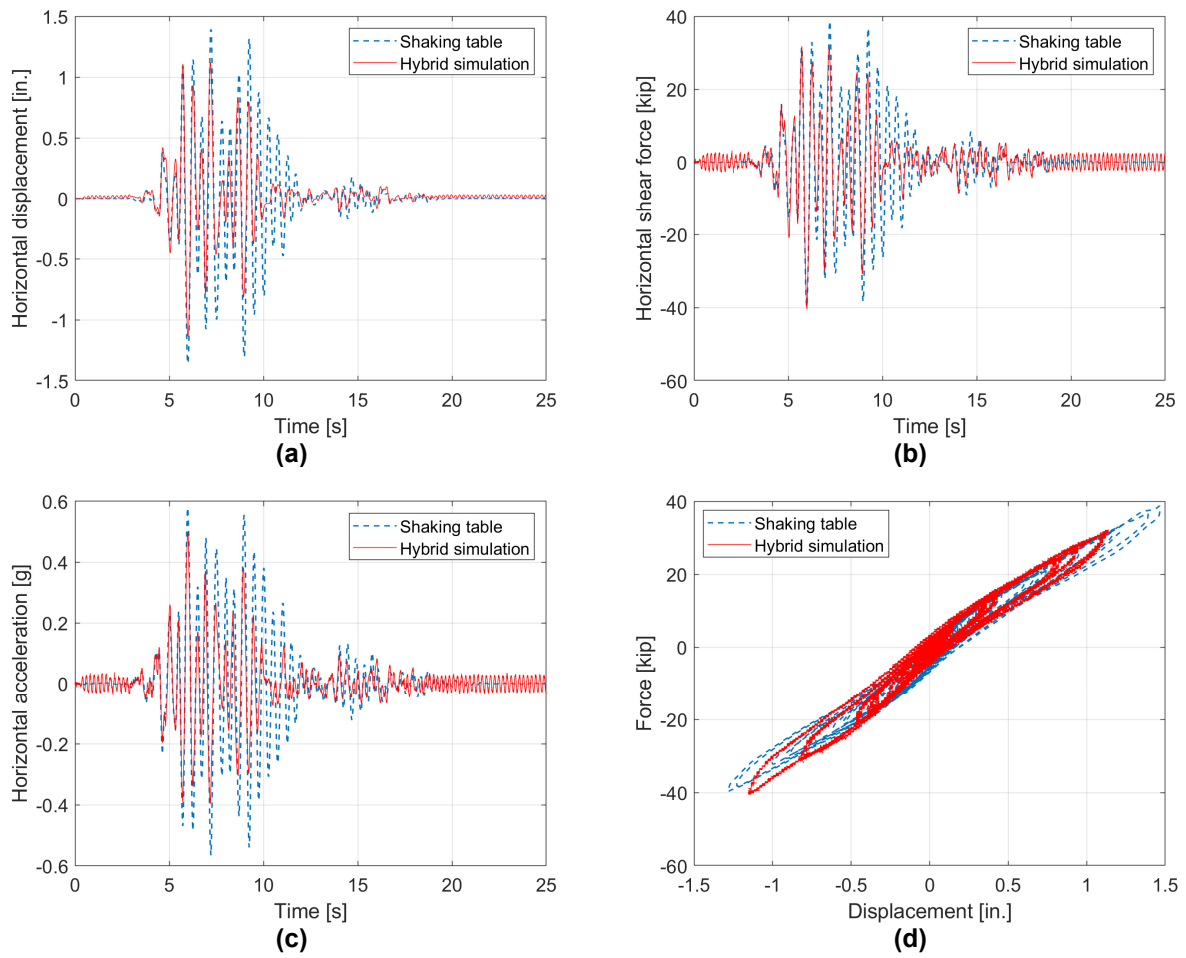 1.5
1
0.5
0
-0.5
-1
-1.5
Horizontal displacement [in.]
Shaking table
Hybrid simulation
0 5 10 15 20 25
Time [s]
(a)
40
20
0
-20
-40
-60
Horizontal shear force [kip]
Shaking table
Hybrid simulation
0 5 10 15 20 25
Time [s]
(b)
0.6
0.4
0.2
0
-0.2
-0.4
-0.6
Horizontal acceleration [g]
Shaking table
Hybrid simulation
0 5 10 15 20 25
Time [s]
(c)
40
20
0
-20
-40
-60
Force [kip]
Shaking table
Hybrid simulation
-1.5 -1 -0.5 0 0.5 1 1.5
Displacement [in.]
(d)